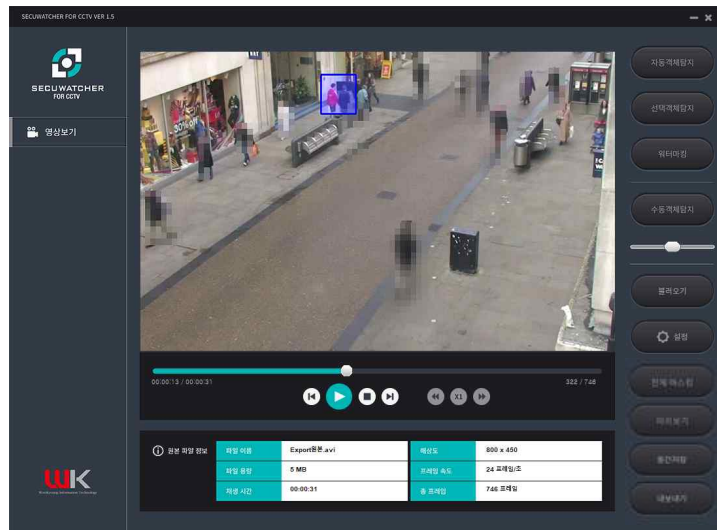 SECUWATCHER FOR CCTV VER 1.5
SECUWATCHER
FOR CCTV
영상보기
30%
자동객체탐지
선택객체탐지
워터마킹
수동객체탐지
불러오기
설정
전체 마스킹
미리보기
중간저장
내보내기
00:00:13 / 00:00:31
322 / 746
X1
원본 파일 정보
파일 이름 Export원본.avi 해상도 800 x 450
파일 용량 5 MB 프레임 속도 24 프레임/초
재생 시간 00:00:31 총 프레임 746 프레임
WK